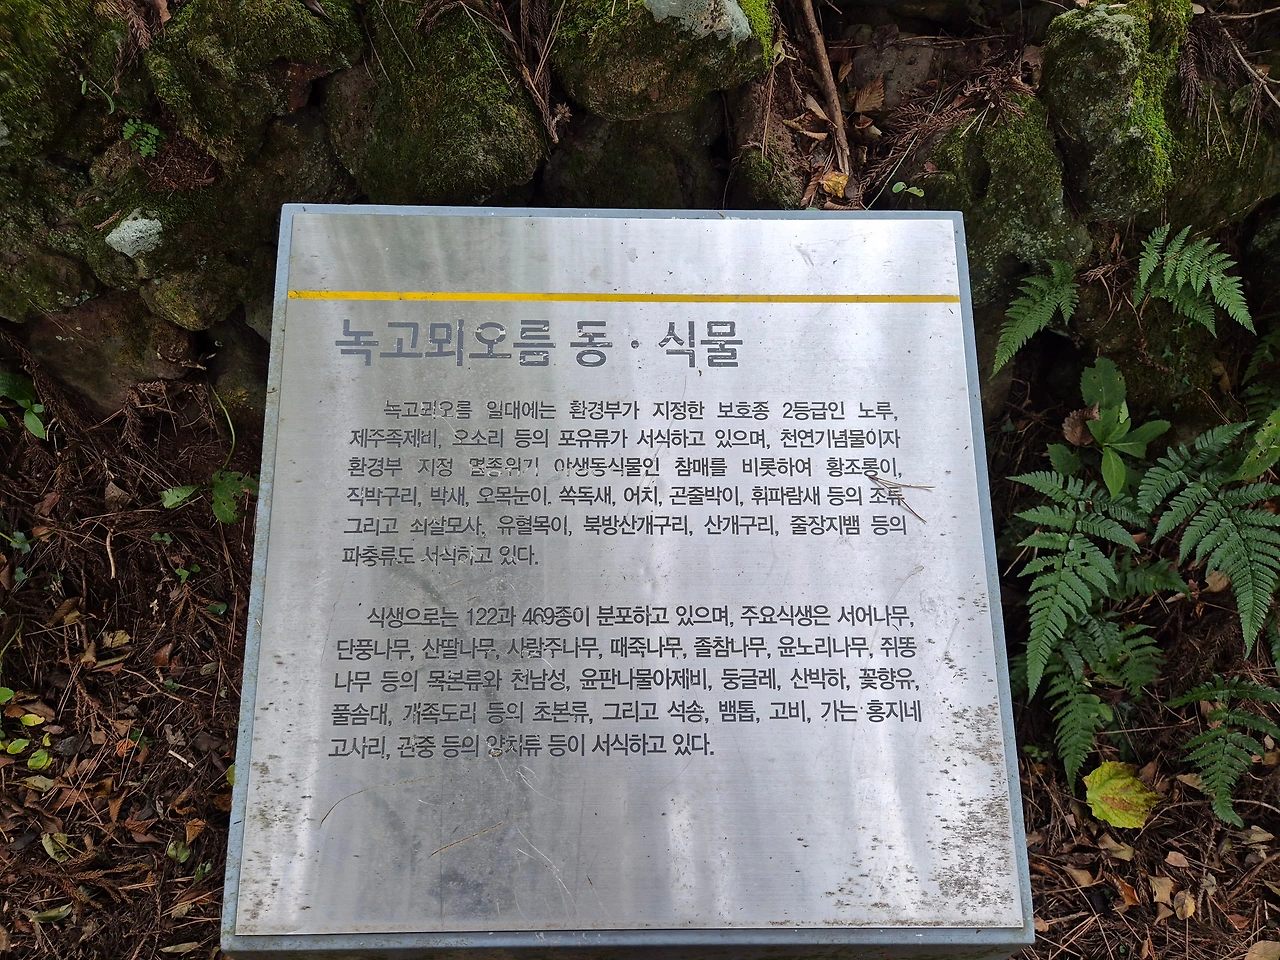 녹고뫼오름 동 · 식물
녹고뫼오름 일대에는 환경부가 지정한 보호종 2등급인 노루,
제주족제비, 오소리 등의 포유류가 서식하고 있으며, 천연기념물이자
환경부 지정 멸종위기 야생동식물인 참매를 비롯하여 황조롱이,
직박구리, 박새, 오목눈이. 쏙독새, 어치, 곤줄박이, 휘파람새 등의 조류
그리고 쇠살모사, 유혈목이, 북방산개구리, 산개구리, 줄장지뱀 등의
파충류도 서식하고 있다.
식생으로는 122과 469종이 분포하고 있으며, 주요식생은 서어나무,
단풍나무, 산딸나무, 사람주나무, 때죽나무, 졸참나무, 윤노리나무, 쥐똥
나무 등의 목본류와 천남성, 윤판나물아제비, 둥굴레, 산박하, 꽃향유,
풀솜대, 개족도리 등의 초본류, 그리고 석송, 뱀톱, 고비, 가는 홍지네
고사리, 관중 등의 양치류 등이 서식하고 있다.